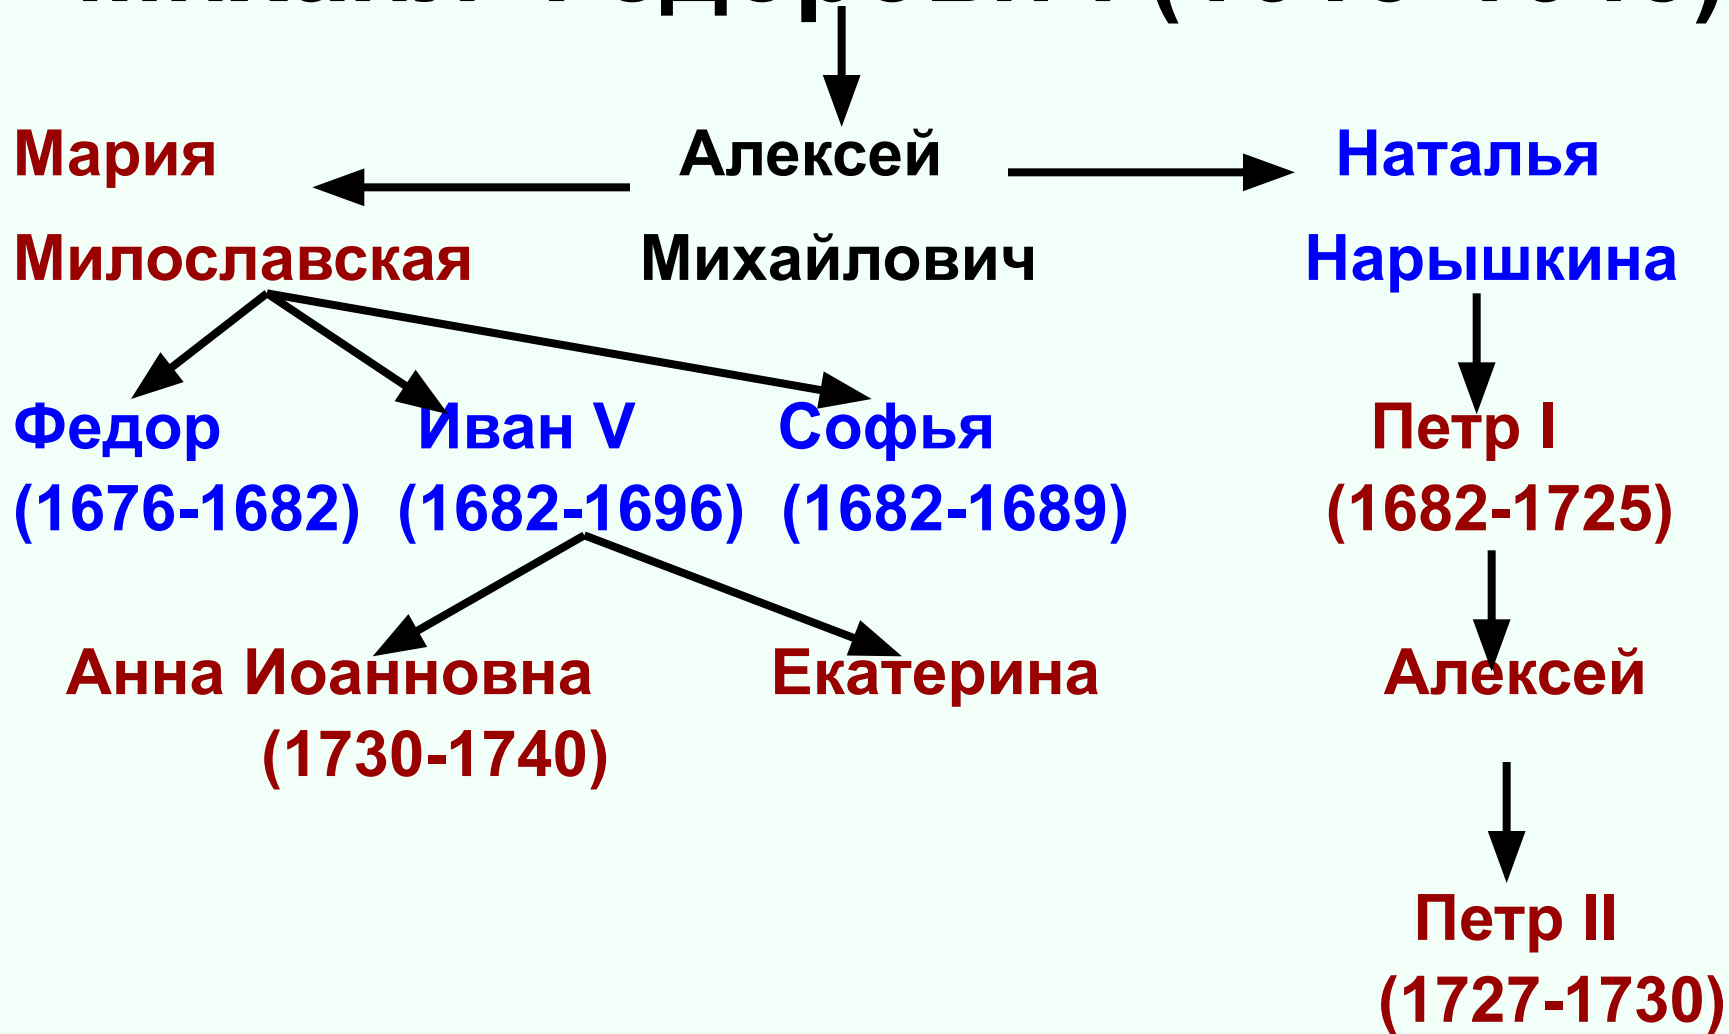 Мария Алексей Наталья
Милославская Михайлович Нарышкина
Федор Иван V Софья Петр I
(1676-1682) (1682-1696) (1682-1689) (1682-1725)
Анна Иоанновна Екатерина Алексей
(1730-1740)
Петр II
(1727-1730)